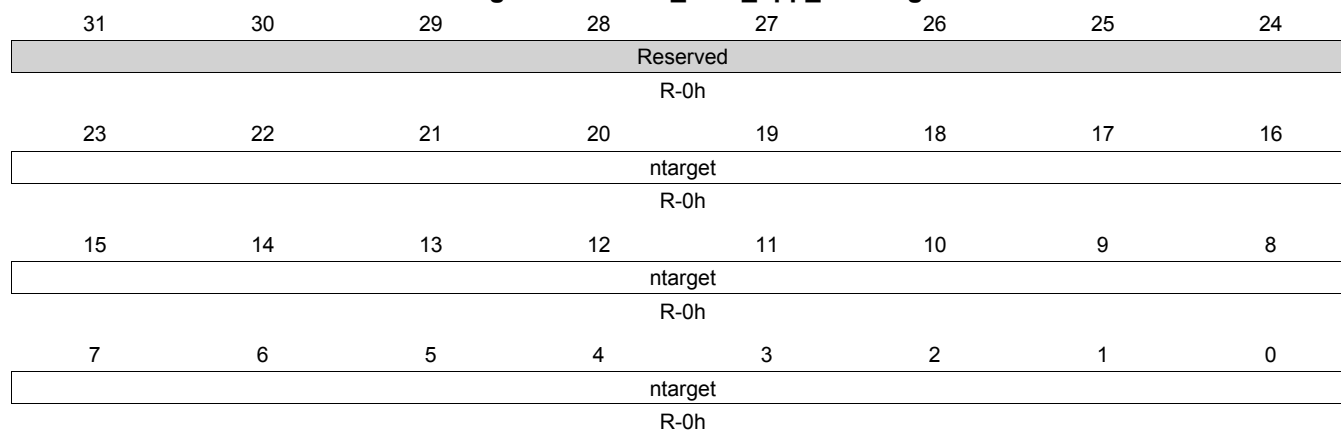 31 30 29 28 27 26 25 24
Reserved
R-0h
23 22 21 20 19 18 17 16
ntarget
R-0h
15 14 13 12 11 10 9 8
ntarget
R-0h
7 6 5 4 3 2 1 0
ntarget
R-0h